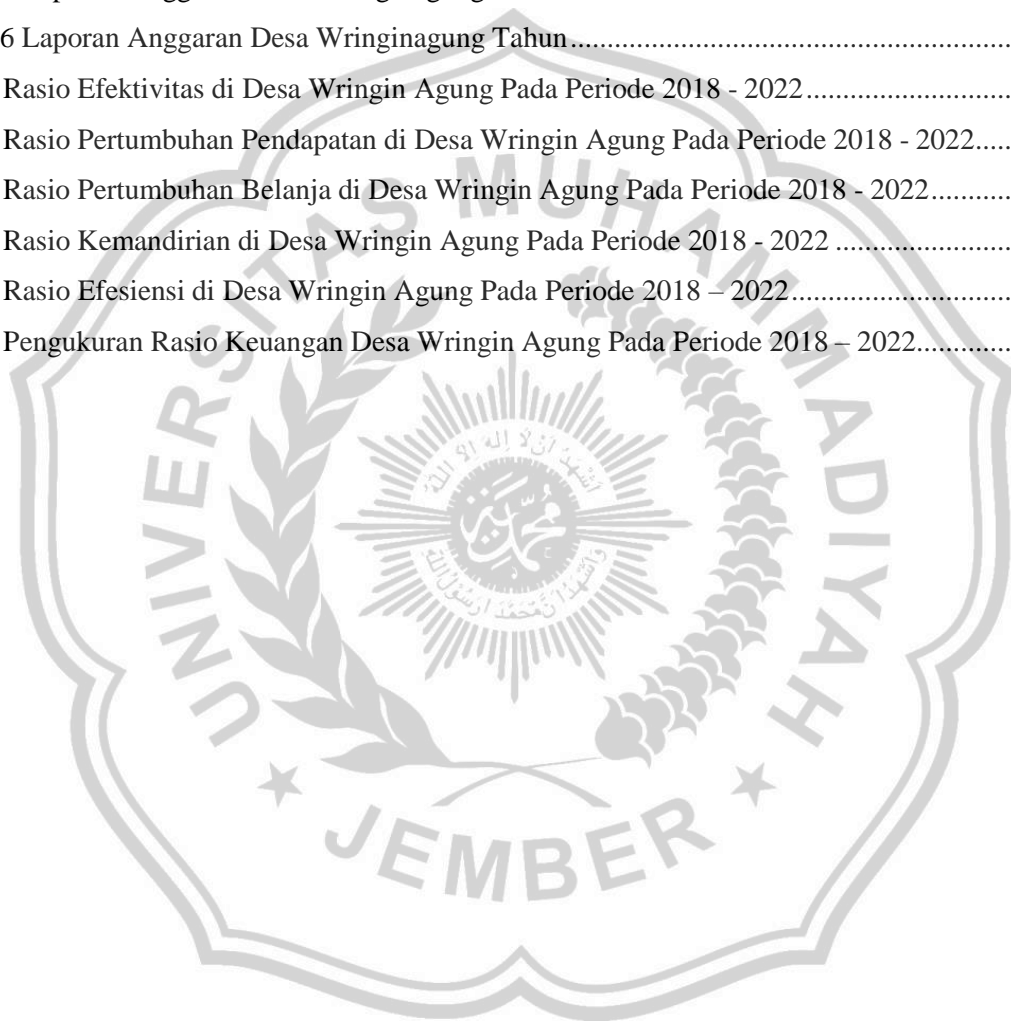 6 Laporan Anggaran Desa Wringinagung Tahun................................................................
Rasio Efektivitas di Desa Wringin Agung Pada Periode 2018 - 2022...........................
Rasio Pertumbuhan Pendapatan di Desa Wringin Agung Pada Periode 2018 - 2022.....
Rasio Pertumbuhan Belanja di Desa Wringin Agung Pada Periode 2018 - 2022...........
Rasio Kemandirian di Desa Wringin Agung Pada Periode 2018 - 2022 .......................
Rasio Efesiensi di Desa Wringin Agung Pada Periode 2018 – 2022.............................
Pengukuran Rasio Keuangan Desa Wringin Agung Pada Periode 2018 – 2022............
UNIVERSITAS MUHAMMADIYAH
JEMBER